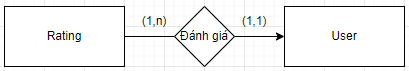 Rating
(1,n)
Đánh giá
(1,1)
User